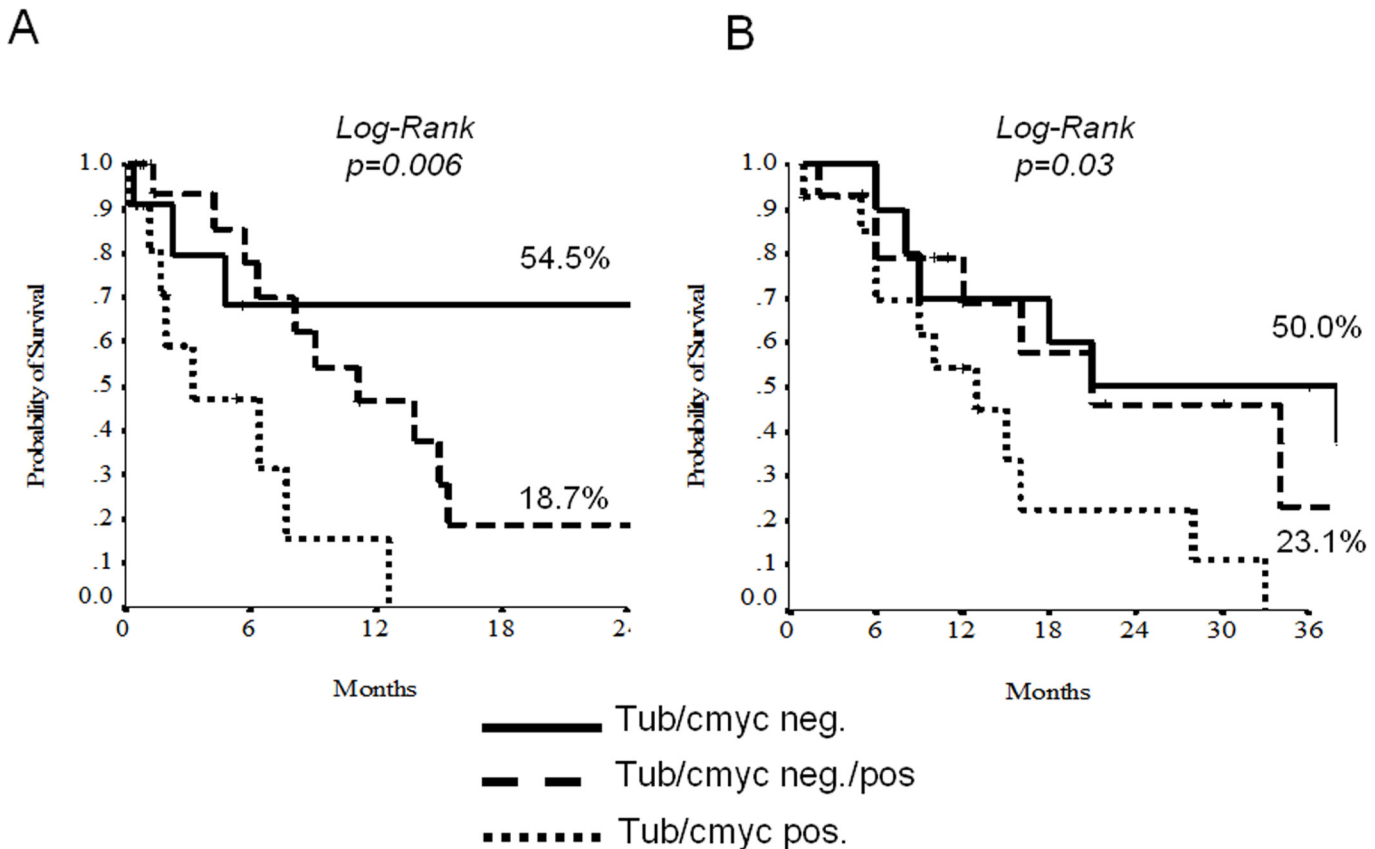 A
B
Log-Rank
p=0.006
Log-Rank
p=0.03
1.0
.9
.8
.7
.6
.5
.4
.3
.2
.1
0.0
Probability of Survival
54.5%
18.7%
0 6 12 18 24
Months
1.0
.9
.8
.7
.6
.5
.4
.3
.2
.1
0.0
Probability of Survival
50.0%
23.1%
0 6 12 18 24 30 36
Months
Tub/cmyc neg.
Tub/cmyc neg./pos
Tub/cmyc pos.